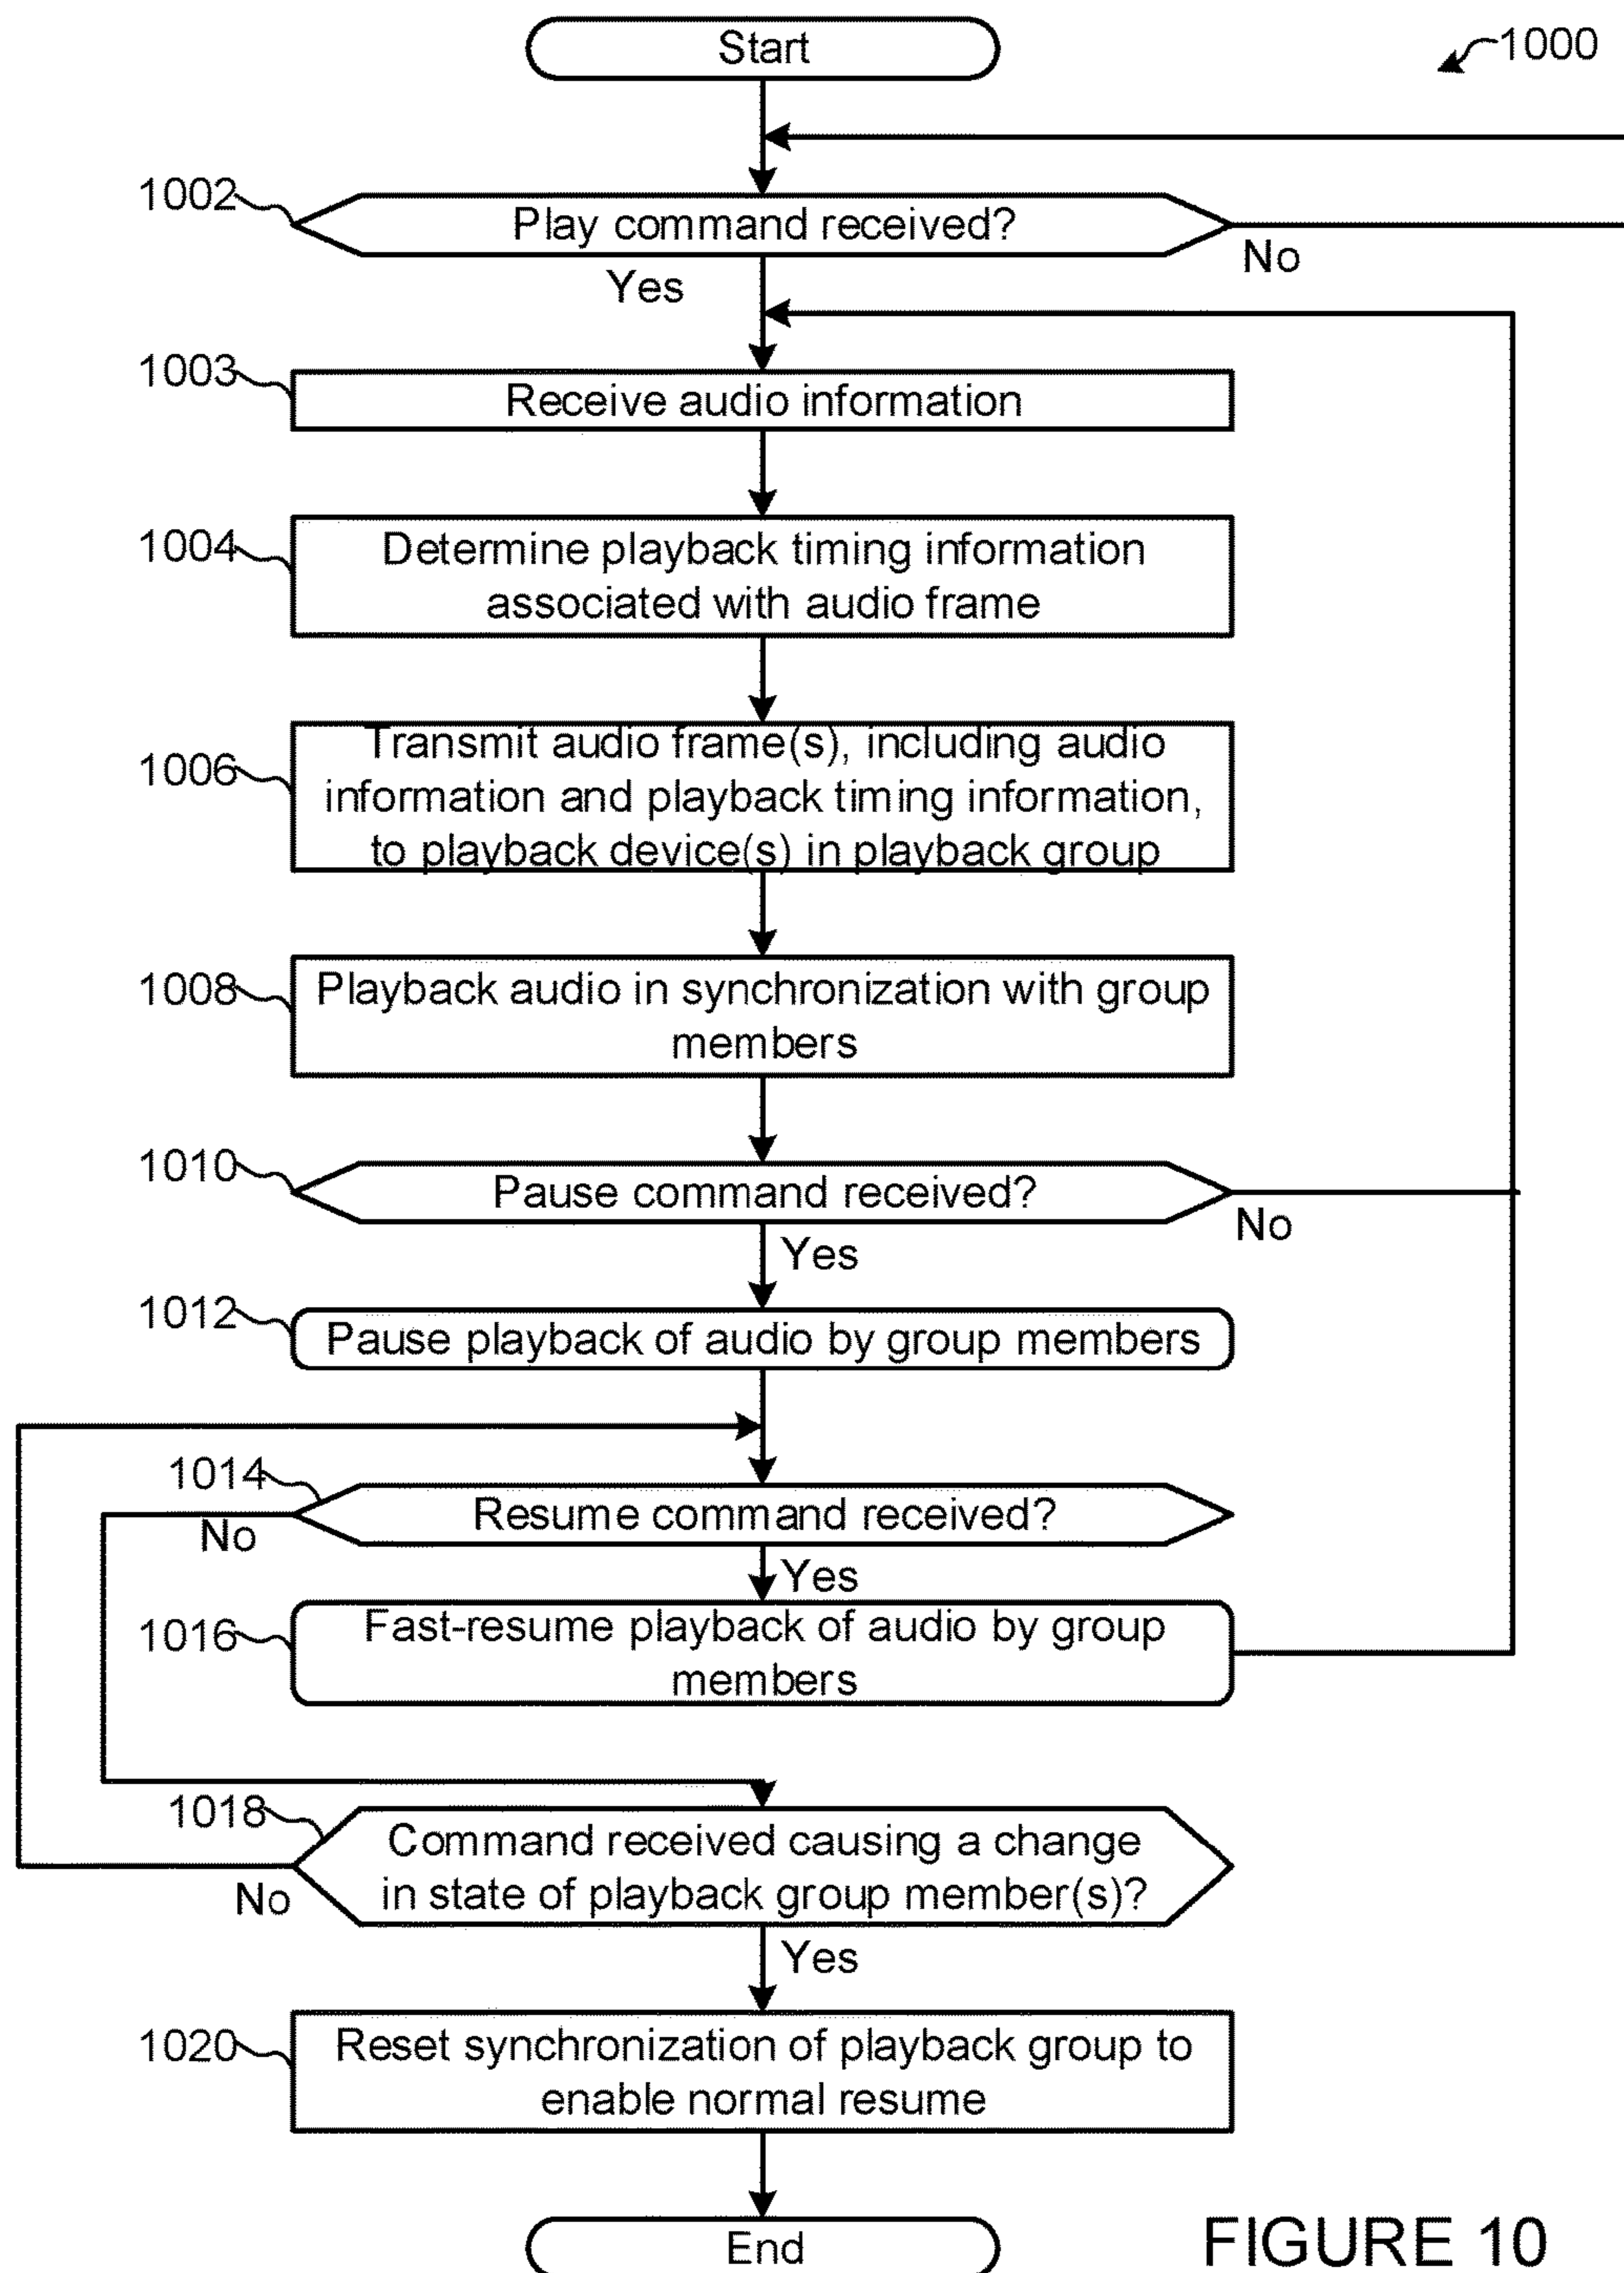 Start
1000
1002
Play command received?
No
Yes
1003
Receive audio information
1004
Determine playback timing information
associated with audio frame
1006
Transmit audio frame(s), including audio
information and playback timing information,
to playback device(s) in playback group
1008
Playback audio in synchronization with group
members
1010
Pause command received?
No
Yes
1012
Pause playback of audio by group members
1014
Resume command received?
No
Yes
1016
Fast-resume playback of audio by group
members
1018
Command received causing a change
in state of playback group member(s)?
No
Yes
1020
Reset synchronization of playback group to
enable normal resume
End
FIGURE 10